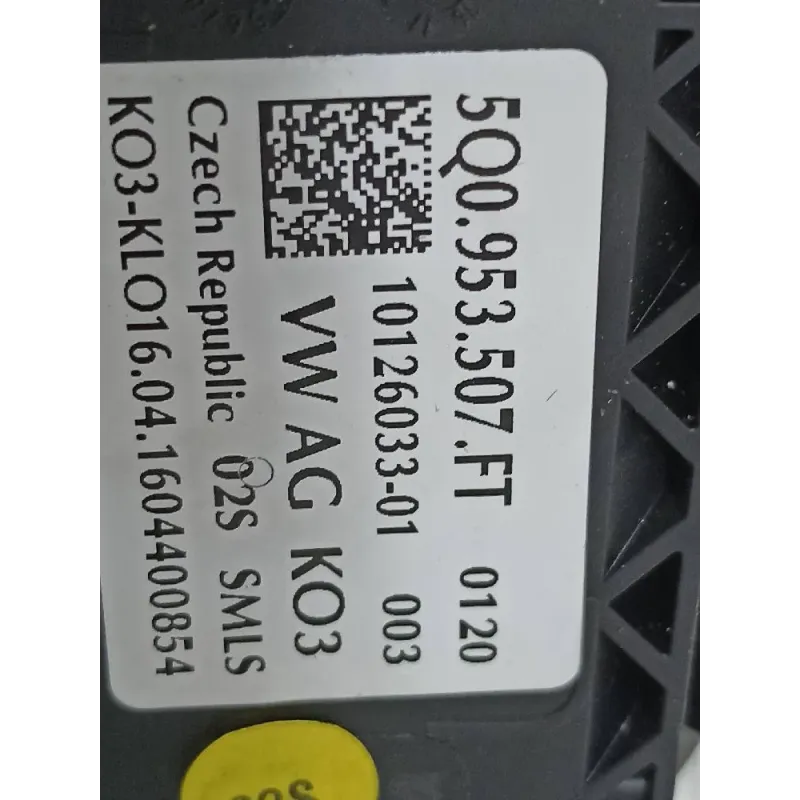 5Q0.953.507.FT 0120
10126033-01 003
VW AG KO3
Czech Republic 02S SMLS
KO3-KLO16.04.1604400854